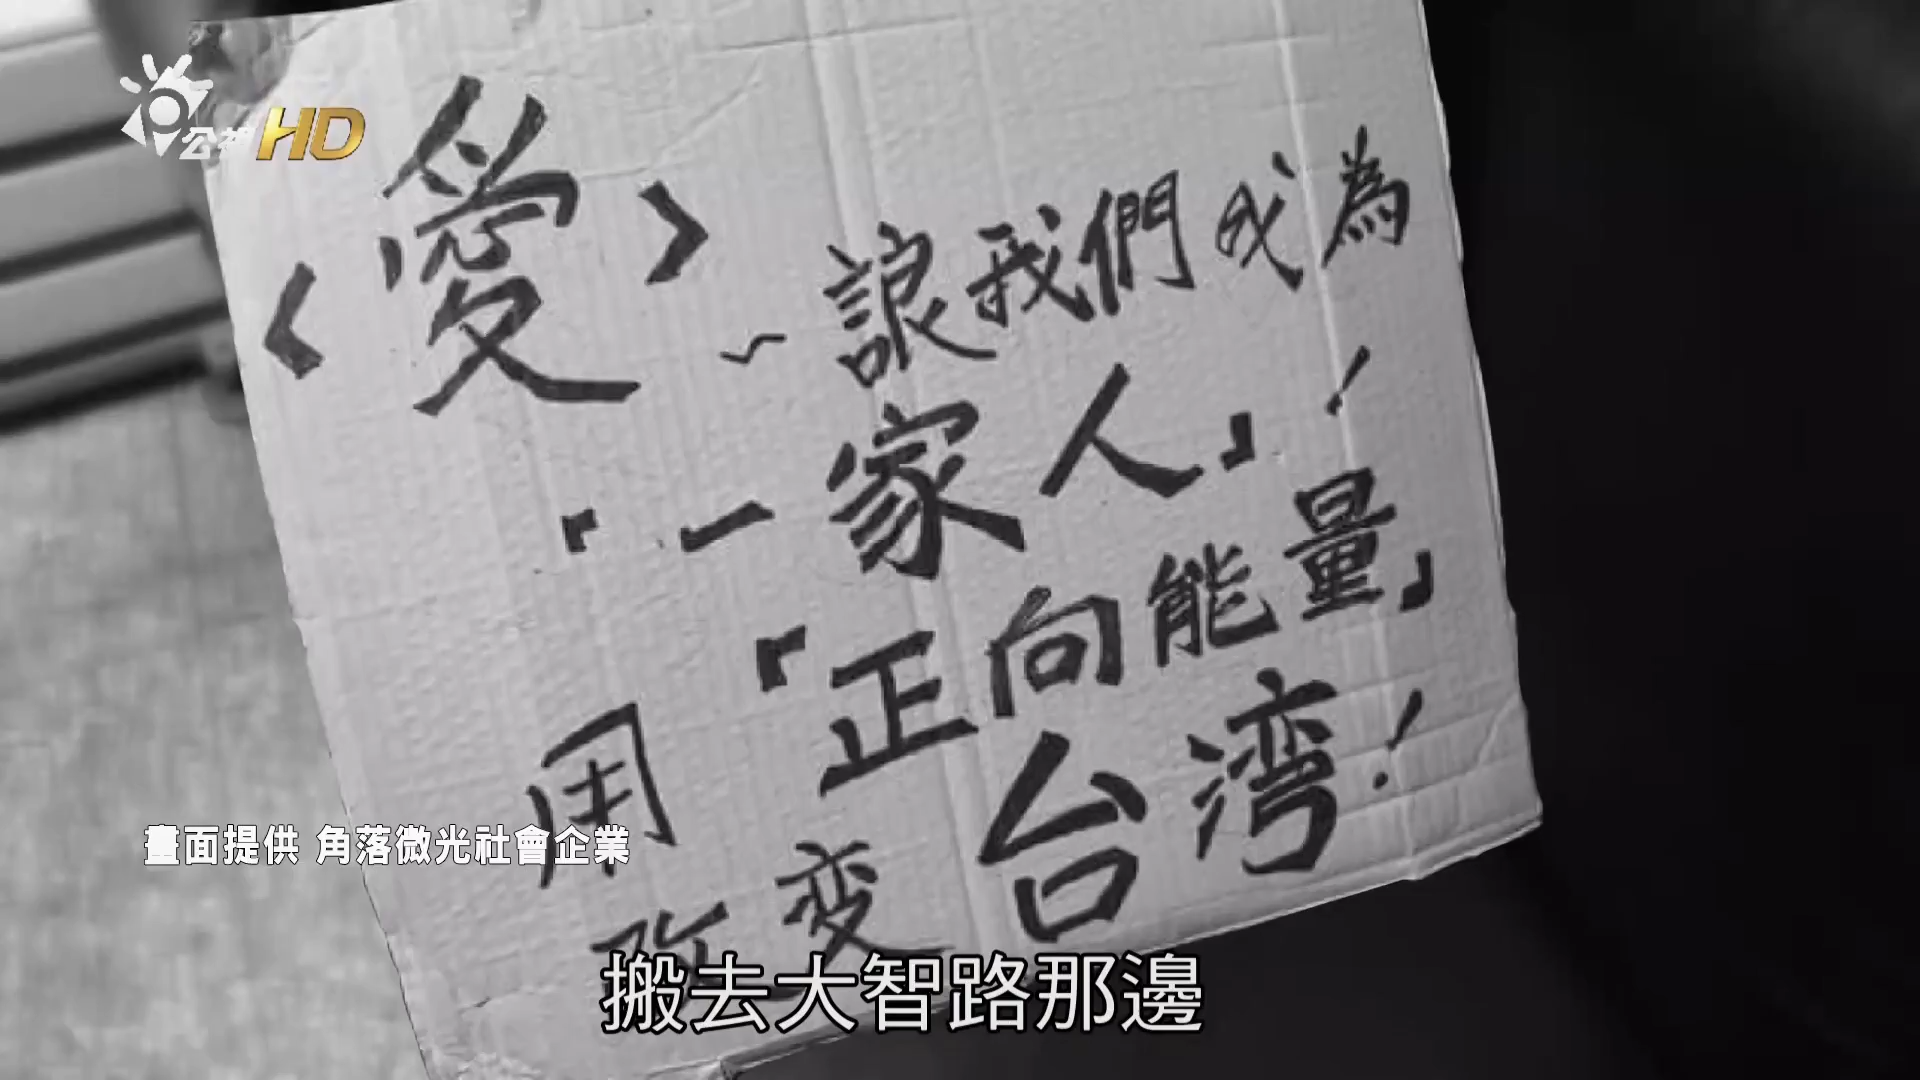 公視HD
〈愛〉~讓我們成為
「一家人」!
用「正向能量」
改変台湾!
畫面提供 角落微光社會企業
搬去大智路那邊